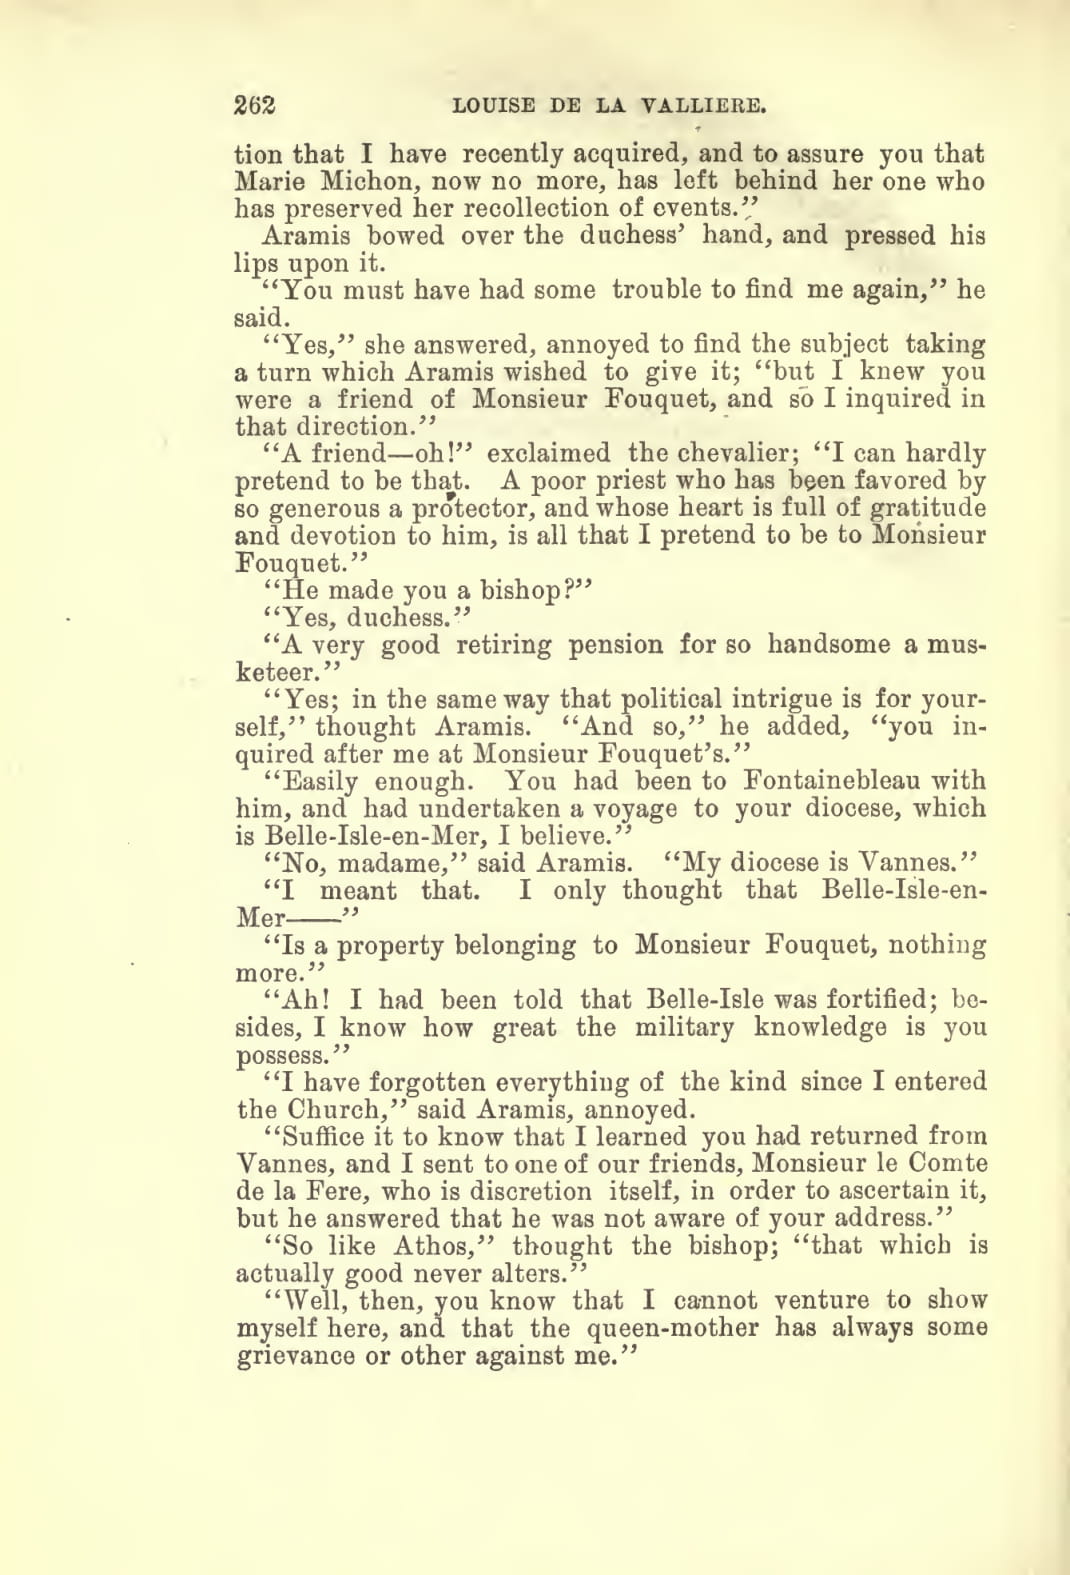 262 LOUISE DE LA VALLIERE.
tion that I have recently acquired, and to assure you that
Marie Michon, now no more, has left behind her one who
has preserved her recollection of events.”
Aramis bowed over the duchess’ hand, and pressed his
lips upon it.
“You must have had some trouble to find me again,” he
said.
“Yes,” she answered, annoyed to find the subject taking
a turn which Aramis wished to give it; “but I knew you
were a friend of Monsieur Fouquet, and so I inquired in
that direction.”
“A friend—oh!” exclaimed the chevalier; “I can hardly
pretend to be that. A poor priest who has been favored by
so generous a protector, and whose heart is full of gratitude
and devotion to him, is all that I pretend to be to Monsieur
Fouquet.”
“He made you a bishop?”
“Yes, duchess.”
“A very good retiring pension for so handsome a mus-
keteer.”
“Yes; in the same way that political intrigue is for your-
self,” thought Aramis. “And so,” he added, “you in-
quired after me at Monsieur Fouquet’s.”
“Easily enough. You had been to Fontainebleau with
him, and had undertaken a voyage to your diocese, which
is Belle-Isle-en-Mer, I believe.”
“No, madame,” said Aramis. “My diocese is Vannes.”
“I meant that. I only thought that Belle-Isle-en-
Mer——”
“Is a property belonging to Monsieur Fouquet, nothing
more.”
“Ah! I had been told that Belle-Isle was fortified; be-
sides, I know how great the military knowledge is you
possess.”
“I have forgotten everything of the kind since I entered
the Church,” said Aramis, annoyed.
“Suffice it to know that I learned you had returned from
Vannes, and I sent to one of our friends, Monsieur le Comte
de la Fere, who is discretion itself, in order to ascertain it,
but he answered that he was not aware of your address.”
“So like Athos,” thought the bishop; “that which is
actually good never alters.”
“Well, then, you know that I cannot venture to show
myself here, and that the queen-mother has always some
grievance or other against me.”